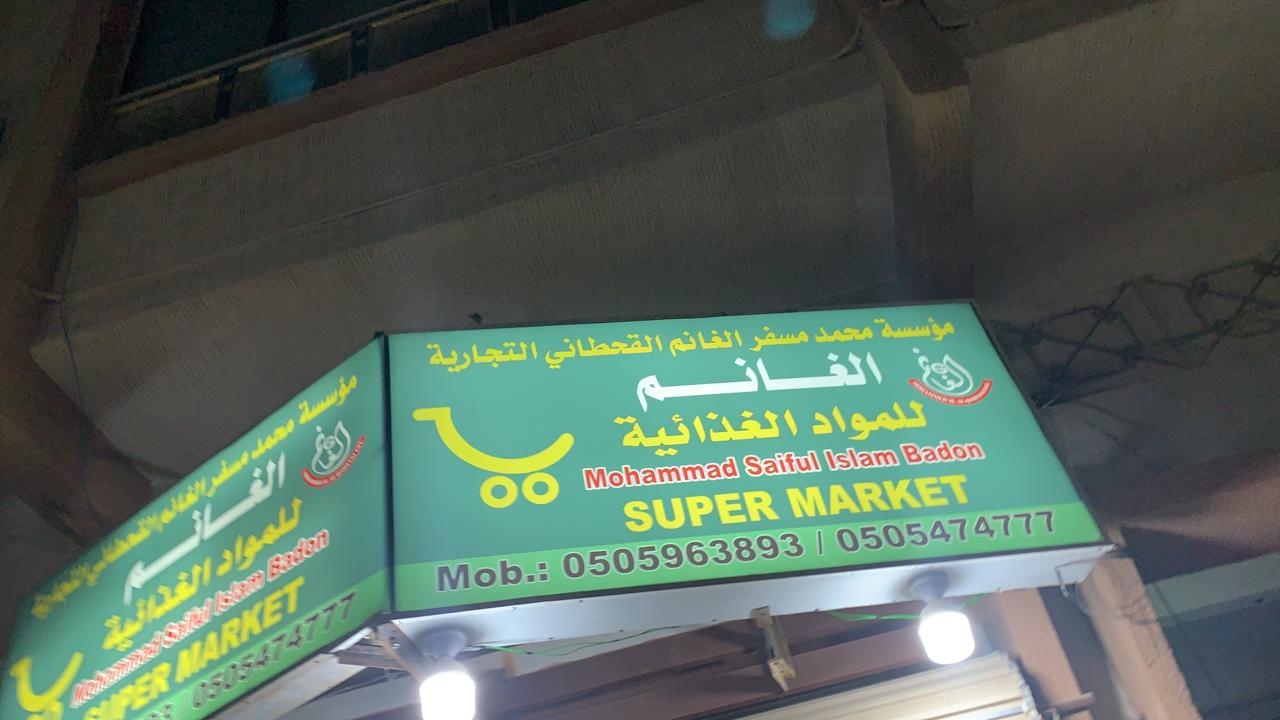 مؤسسة محمد مسفر الغانم القحطاني التجارية
الغانم
للمواد الغذائية
Mohammad Saiful Islam Badon
SUPER MARKET
Mob.: 0505963893 / 0505474777
مؤسسة محمد مسفر الغانم القحطاني التجارية
الغانم
للمواد الغذائية
Mohammad Saiful Islam Badon
SUPER MARKET
/ 0505474777